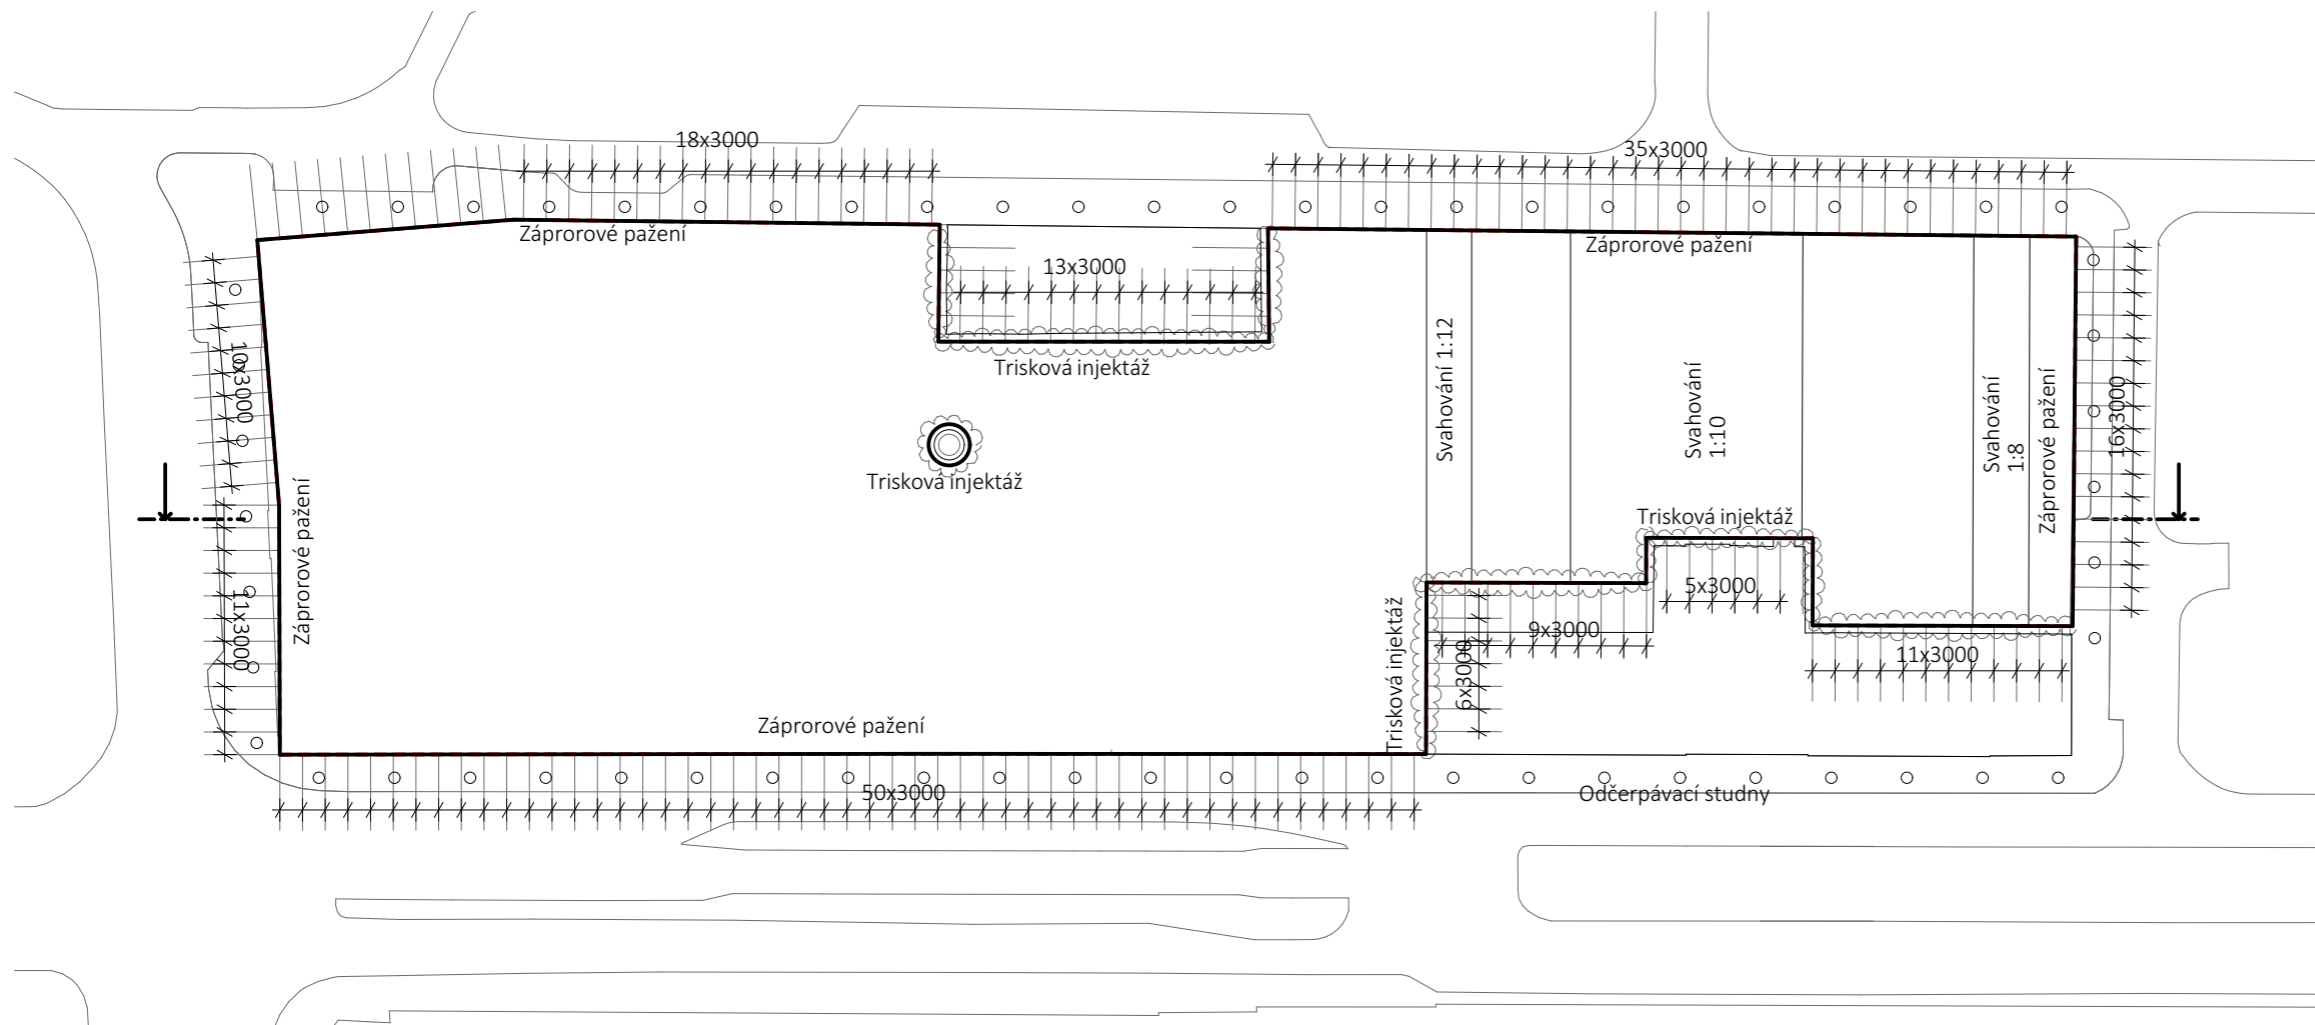 18x3000
35x3000
Záprorové pažení
Záprorové pažení
13x3000
Trisková injektáž
10x3000
Svahování 1:12
Svahování
1:10
Svahování
1:8
Záprorové pažení
16x3000
Trisková injektáž
Záprorové pažení
Trisková injektáž
11x3000
5x3000
9x3000
6x3000
Trisková injektáž
11x3000
Záprorové pažení
50x3000
Odčerpávací studny